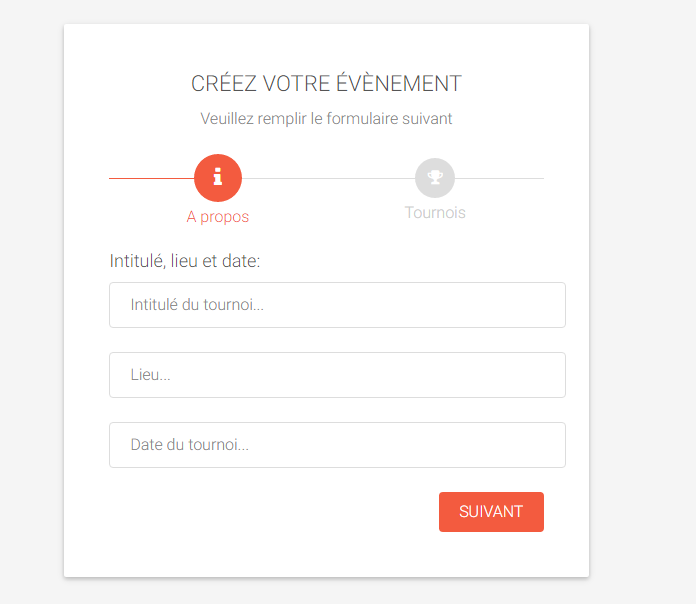 CRÉEZ VOTRE ÉVÈNEMENT
Veuillez remplir le formulaire suivant
A propos
Tournois
Intitulé, lieu et date:
Intitulé du tournoi...
Lieu...
Date du tournoi...
SUIVANT